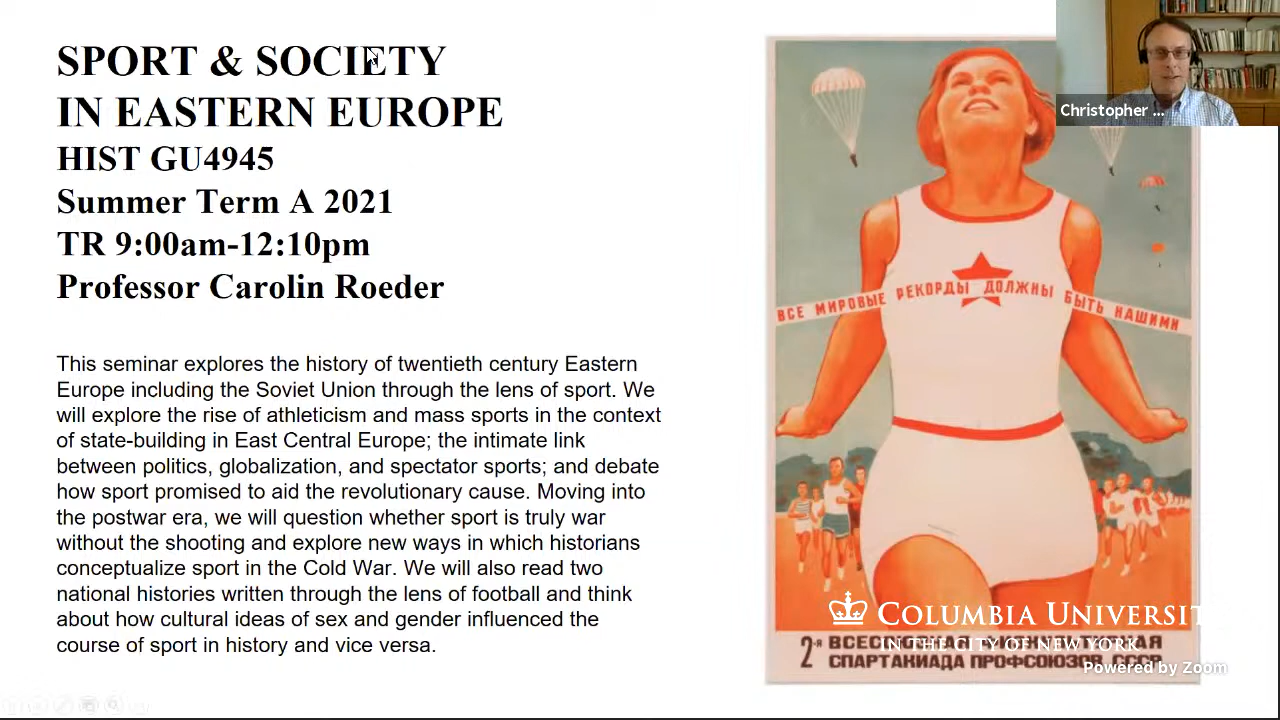 SPORT & SOCIETY
IN EASTERN EUROPE
HIST GU4945
Summer Term A 2021
TR 9:00am-12:10pm
Professor Carolin Roeder
This seminar explores the history of twentieth century Eastern
Europe including the Soviet Union through the lens of sport. We
will explore the rise of athleticism and mass sports in the context
of state-building in East Central Europe; the intimate link
between politics, globalization, and spectator sports; and debate
how sport promised to aid the revolutionary cause. Moving into
the postwar era, we will question whether sport is truly war
without the shooting and explore new ways in which historians
conceptualize sport in the Cold War. We will also read two
national histories written through the lens of football and think
about how cultural ideas of sex and gender influenced the
course of sport in history and vice versa.
Christopher ...
ВСЕ МИРОВЫЕ РЕКОРДЫ ДОЛЖНЫ БЫТЬ НАШИМИ
COLUMBIA UNIVERSIT
IN THE CITY OF NEW YORK
2-я
СПАРТАКИАДА ПРОФСОЮЗОВ
Powered by Zoom